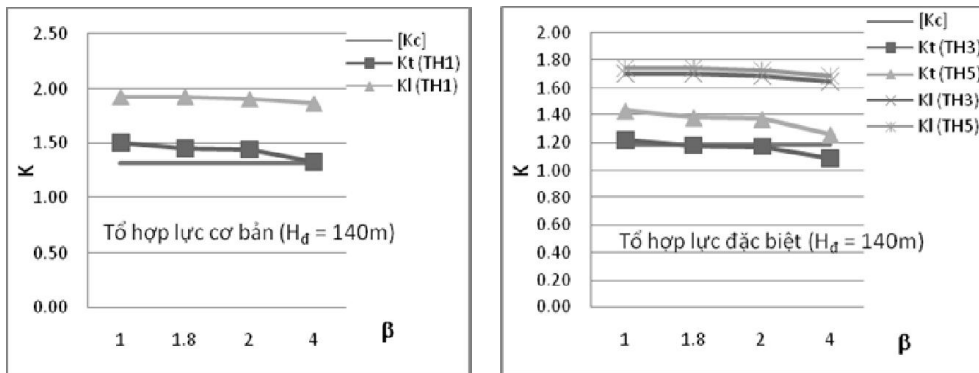 2.50
2.00
1.50
1.00
0.50
0.00
K
[Kc]
Kt (TH1)
Kl (TH1)
Tổ hợp lực cơ bản (Hđ = 140m)
1 1.8 2 4
β
2.00
1.80
1.60
1.40
1.20
1.00
0.80
0.60
0.40
0.20
0.00
K
[Kc]
Kt (TH3)
Kt (TH5)
Kl (TH3)
Kl (TH5)
Tổ hợp lực đặc biệt (Hđ = 140m)
1 1.8 2 4
β